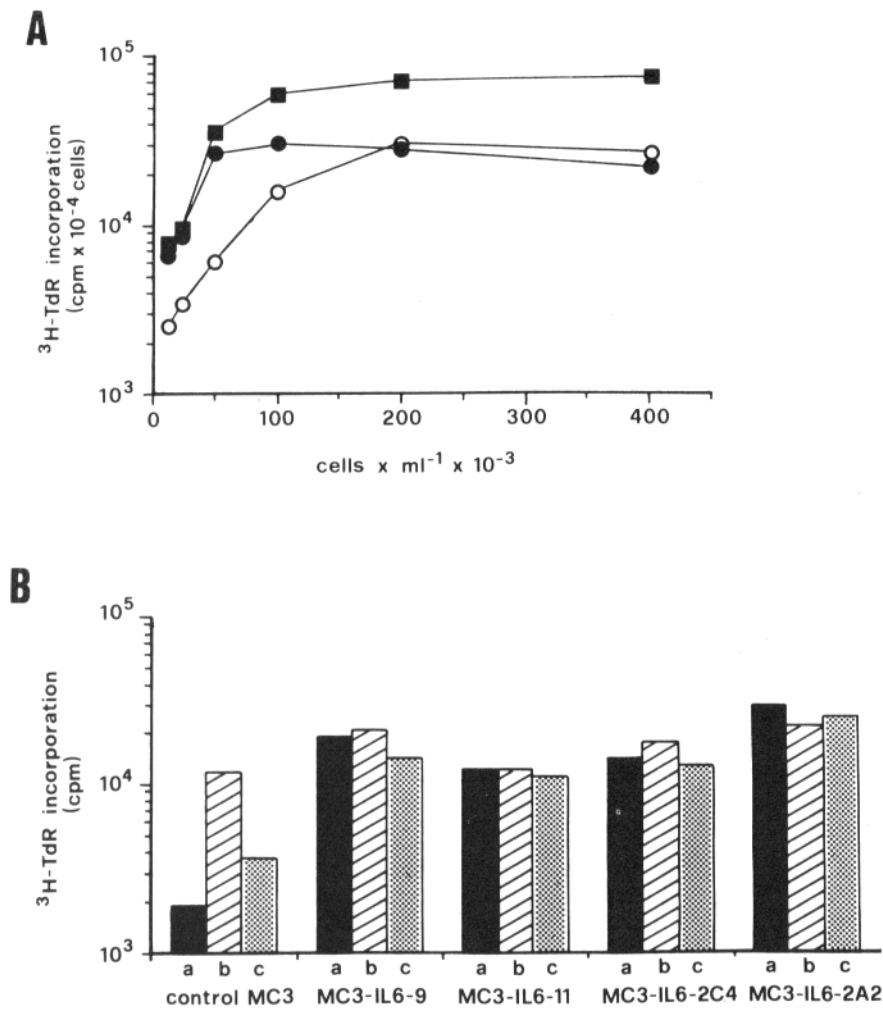 A
10⁵
10⁴
10³
³H-TdR incorporation
(cpm x 10⁻⁴ cells)
0 100 200 300 400
cells x ml⁻¹ x 10⁻³
B
10⁵
10⁴
10³
³H-TdR incorporation
(cpm)
a b c a b c a b c a b c a b c
control MC3 MC3-IL6-9 MC3-IL6-11 MC3-IL6-2C4 MC3-IL6-2A2